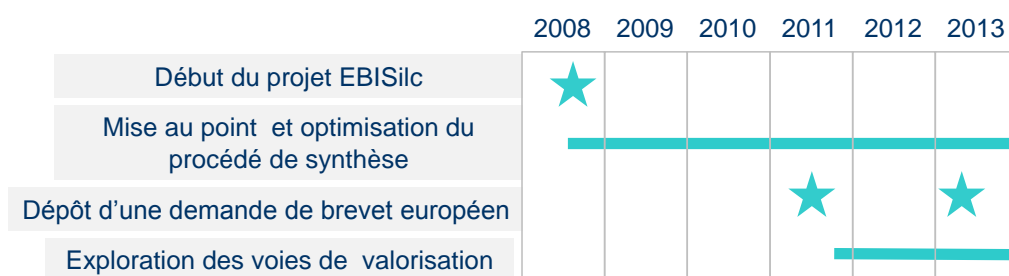 2008 2009 2010 2011 2012 2013
Début du projet EBISilc
Mise au point et optimisation du
procédé de synthèse
Dépôt d’une demande de brevet européen
Exploration des voies de valorisation